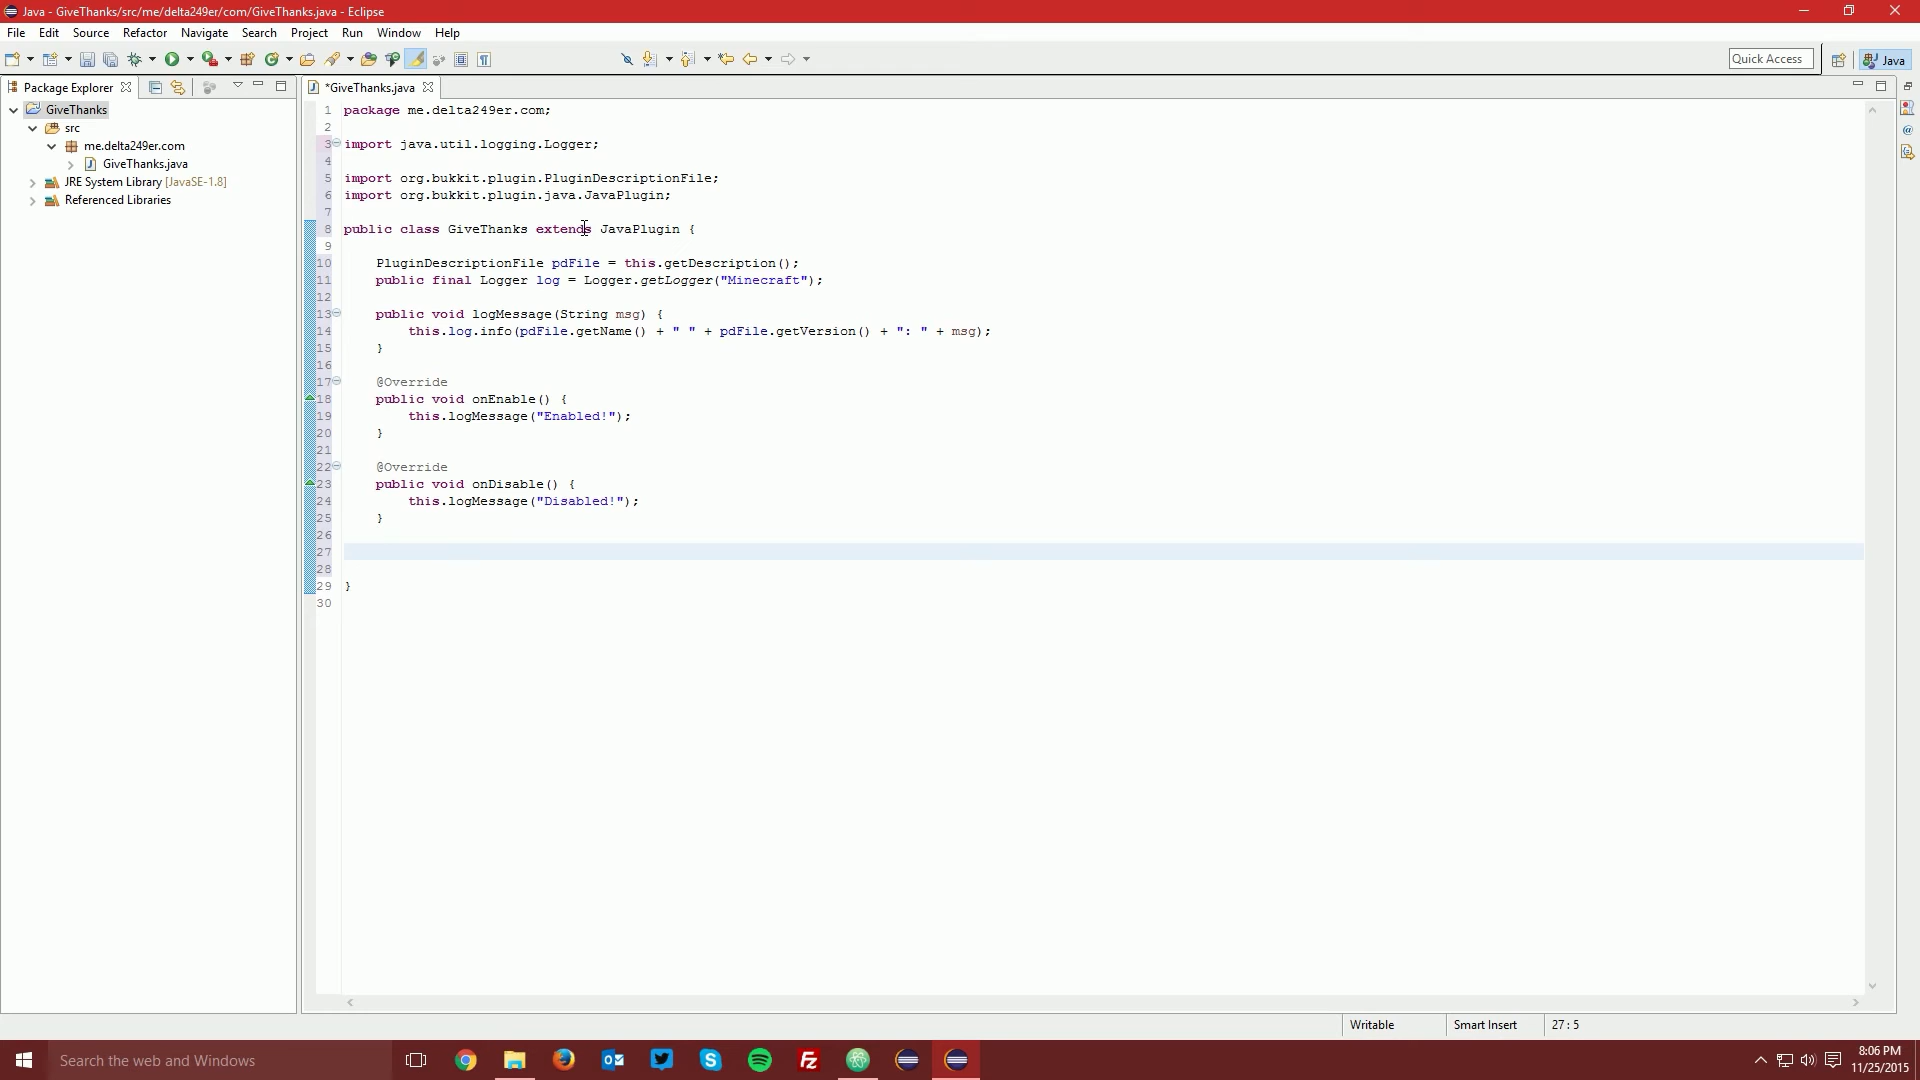 Java - GiveThanks/src/me/delta249er/com/GiveThanks.java - Eclipse
File Edit Source Refactor Navigate Search Project Run Window Help
Quick Access
Java
Package Explorer
*GiveThanks.java
GiveThanks
src
me.delta249er.com
GiveThanks.java
JRE System Library [JavaSE-1.8]
Referenced Libraries
1 package me.delta249er.com;
2
3 import java.util.logging.Logger;
4
5 import org.bukkit.plugin.PluginDescriptionFile;
6 import org.bukkit.plugin.java.JavaPlugin;
7
8 public class GiveThanks extends JavaPlugin {
9
10 PluginDescriptionFile pdFile = this.getDescription();
11 public final Logger log = Logger.getLogger("Minecraft");
12
13 public void logMessage(String msg) {
14 this.log.info(pdFile.getName() + " " + pdFile.getVersion() + ": " + msg);
15 }
16
17 @Override
18 public void onEnable() {
19 this.logMessage("Enabled!");
20 }
21
22 @Override
23 public void onDisable() {
24 this.logMessage("Disabled!");
25 }
26
27
28
29 }
30
Writable Smart Insert 27 : 5
Search the web and Windows
8:06 PM
11/25/2015